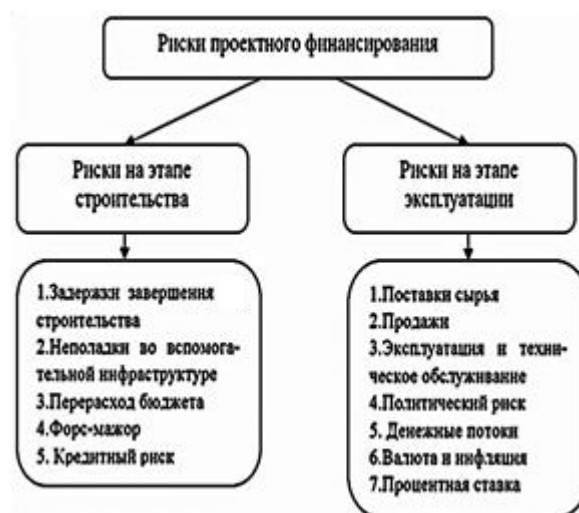 Риски проектного финансирования
Риски на этапе
строительства
1.Задержки завершения
строительства
2.Неполадки во вспомога-
тельной инфраструктуре
3.Перерасход бюджета
4.Форс-мажор
5. Кредитный риск
Риски на этапе
эксплуатации
1.Поставки сырья
2.Продажи
3.Эксплуатация и техни-
ческое обслуживание
4.Политический риск
5. Денежные потоки
6.Валюта и инфляция
7.Процентная ставка